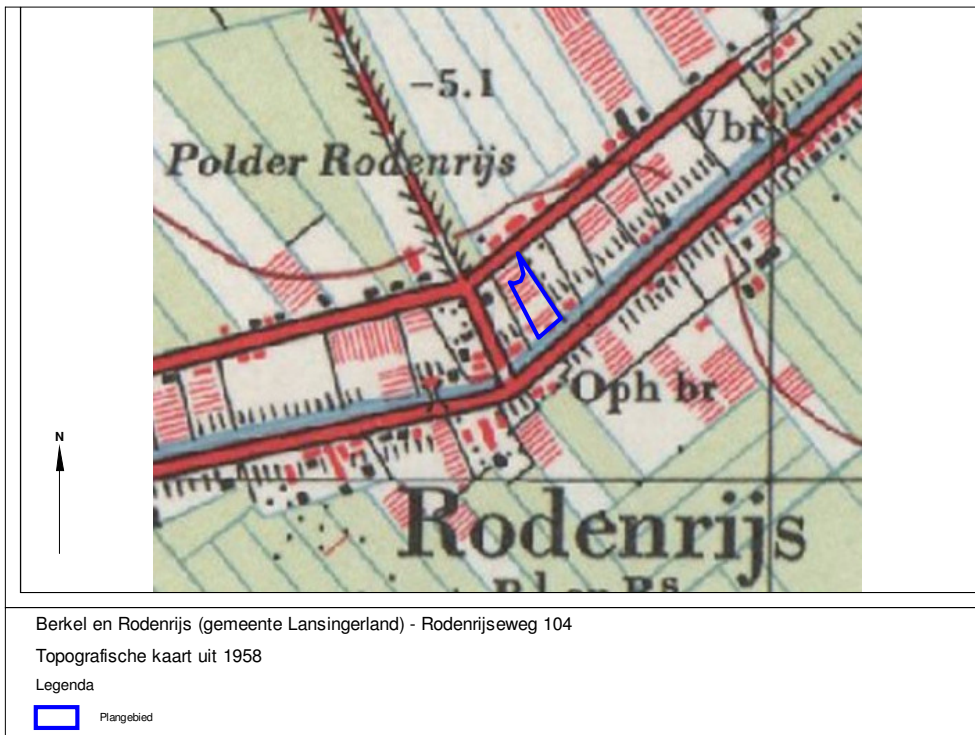 -5.1
Vbr
Polder Rodenrijs
Oph br
Rodenrijs
N
Berkel en Rodenrijs (gemeente Lansingerland) - Rodenrijseweg 104
Topografische kaart uit 1958
Legenda
Plangebied